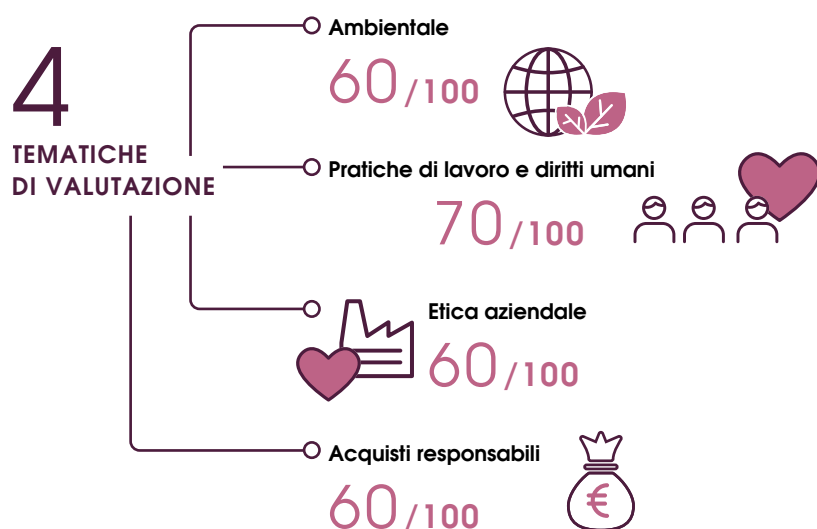 4
TEMATICHE
DI VALUTAZIONE
Ambientale
60/100
Pratiche di lavoro e diritti umani
70/100
Etica aziendale
60/100
Acquisti responsabili
60/100
€